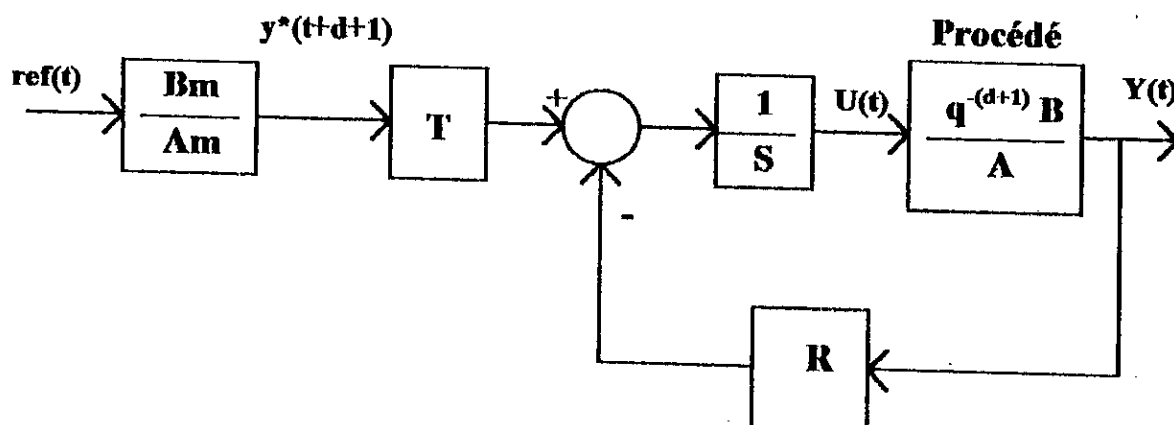 y*(t+d+1)
Procédé
ref(t)
Bm
Am
T
+
-
1
S
U(t)
q-(d+1) B
A
Y(t)
R